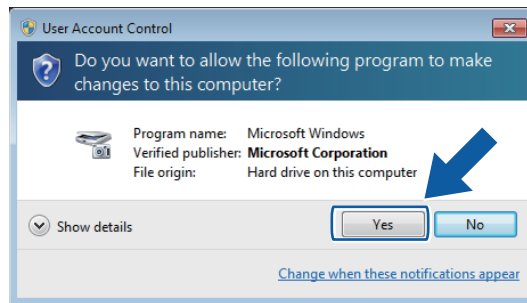 User Account Control
Do you want to allow the following program to make
changes to this computer?
Program name: Microsoft Windows
Verified publisher: Microsoft Corporation
File origin: Hard drive on this computer
Show details
Yes
No
Change when these notifications appear